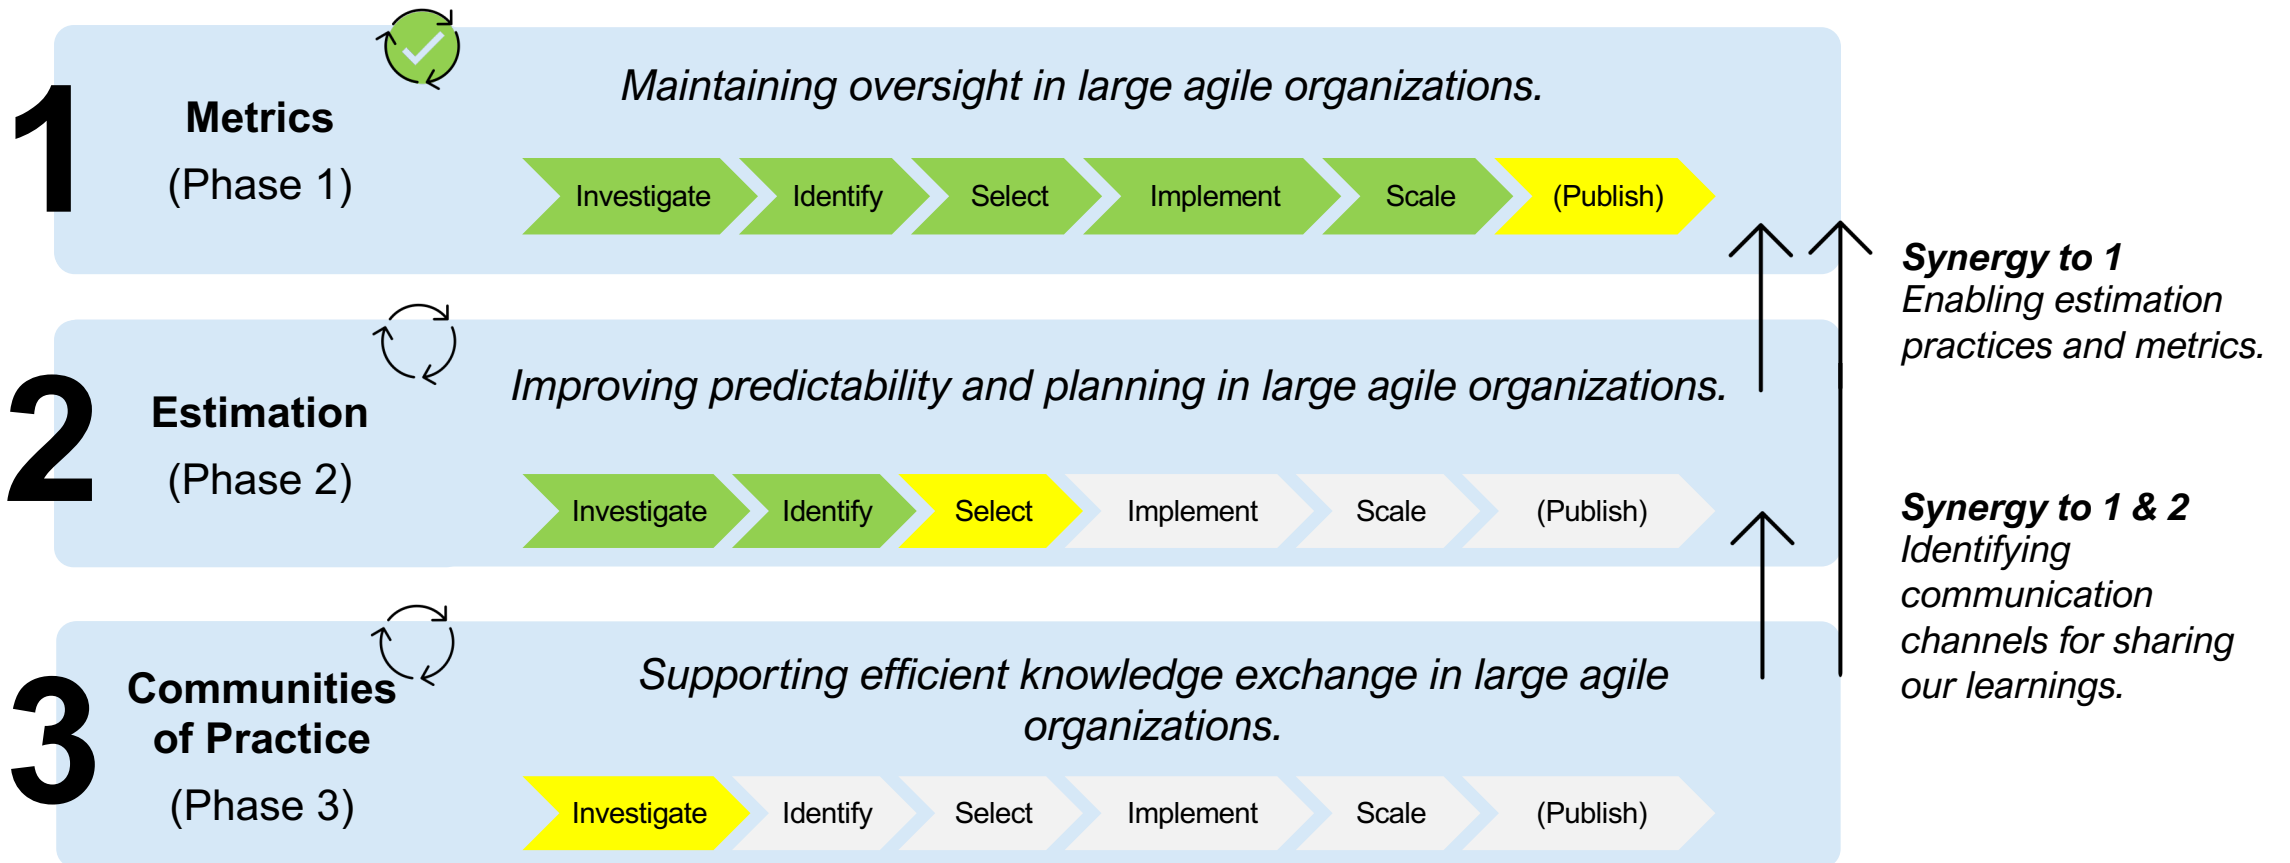 1
Metrics
(Phase 1)
Maintaining oversight in large agile organizations.
Investigate Identify Select Implement Scale (Publish)
Synergy to 1
Enabling estimation
practices and metrics.
2
Estimation
(Phase 2)
Improving predictability and planning in large agile organizations.
Investigate Identify Select Implement Scale (Publish)
Synergy to 1 & 2
Identifying
communication
channels for sharing
our learnings.
3
Communities
of Practice
(Phase 3)
Supporting efficient knowledge exchange in large agile
organizations.
Investigate Identify Select Implement Scale (Publish)